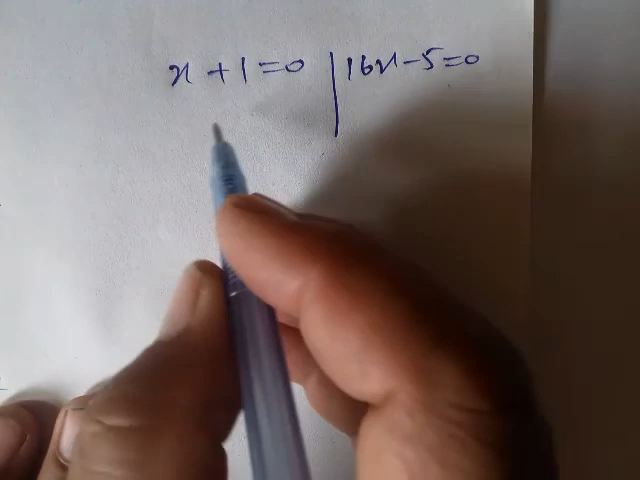 x + 1 = 0 | 16x - 5 = 0